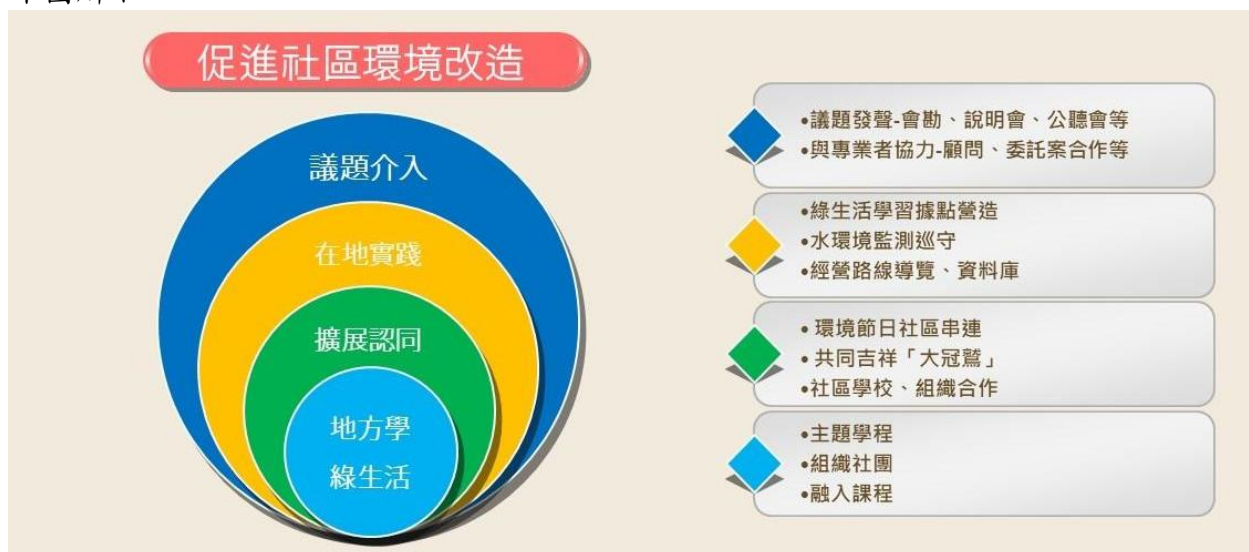 促進社區環境改造
議題介入
在地實踐
擴展認同
地方學
綠生活
•議題發聲-會勘、說明會、公聽會等
•與專業者協力-顧問、委託案合作等
•綠生活學習據點營造
•水環境監測巡守
•經營路線導覽、資料庫
•環境節日社區串連
•共同吉祥「大冠鷲」
•社區學校、組織合作
•主題學程
•組織社團
•融入課程